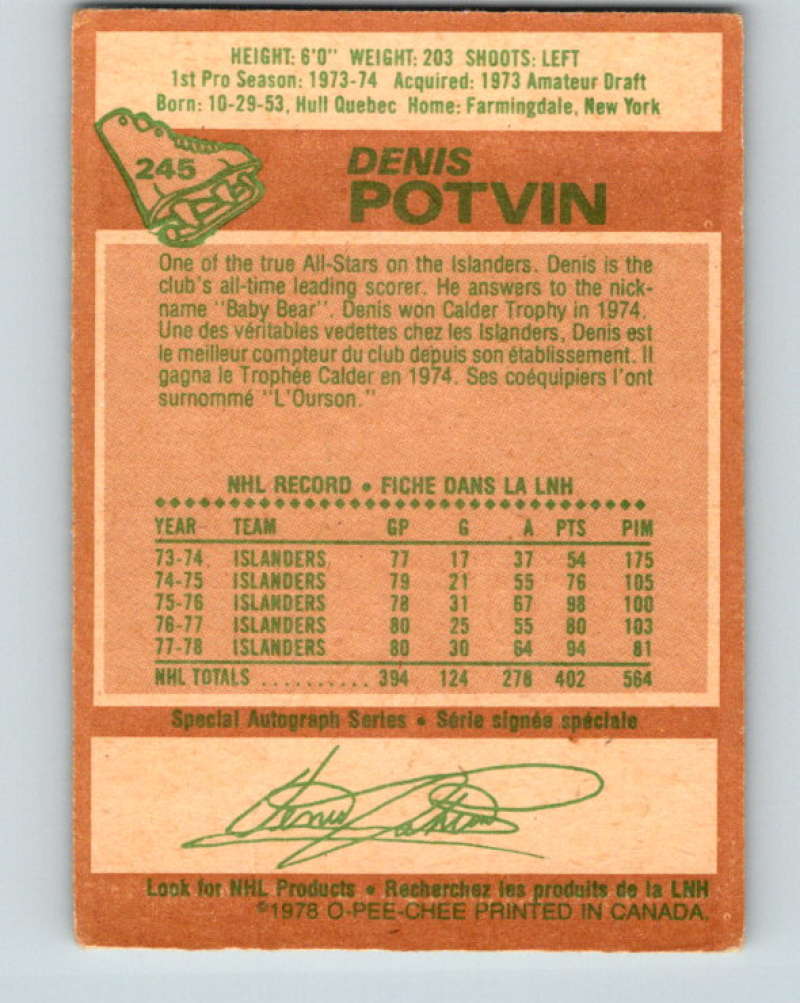 HEIGHT: 6'0" WEIGHT: 203 SHOOTS: LEFT
1st Pro Season: 1973-74 Acquired: 1973 Amateur Draft
Born: 10-29-53, Hull Quebec Home: Farmingdale, New York
245
DENIS
POTVIN
One of the true All-Stars on the Islanders. Denis is the
club's all-time leading scorer. He answers to the nick-
name "Baby Bear". Denis won Calder Trophy in 1974.
Une des véritables vedettes chez les Islanders, Denis est
le meilleur compteur du club depuis son établissement. Il
gagna le Trophée Calder en 1974. Ses coéquipiers l'ont
surnommé "L'Ourson."
NHL RECORD • FICHE DANS LA LNH
YEAR TEAM GP G A PTS PIM
73-74 ISLANDERS 77 17 37 54 175
74-75 ISLANDERS 79 21 55 76 105
75-76 ISLANDERS 78 31 67 98 100
76-77 ISLANDERS 80 25 55 80 103
77-78 ISLANDERS 80 30 64 94 81
NHL TOTALS .......... 394 124 278 402 564
Special Autograph Series • Série signée spéciale
Denis Potvin
Look for NHL Products • Recherchez les produits de la LNH
©1978 O-PEE-CHEE PRINTED IN CANADA.